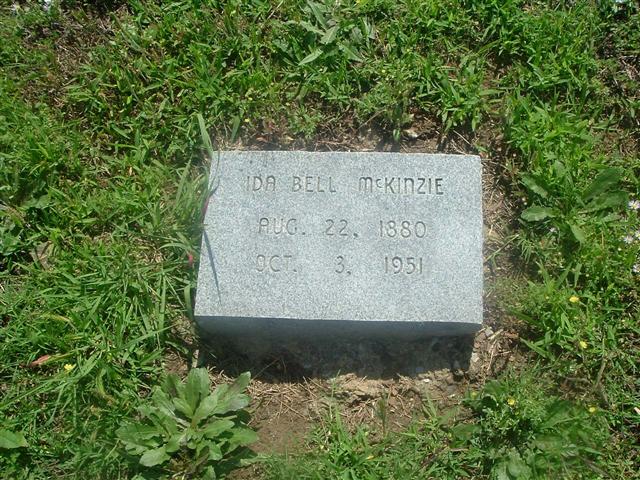 IDA BELL McKINZIE
AUG. 22, 1880
OCT. 3, 1951